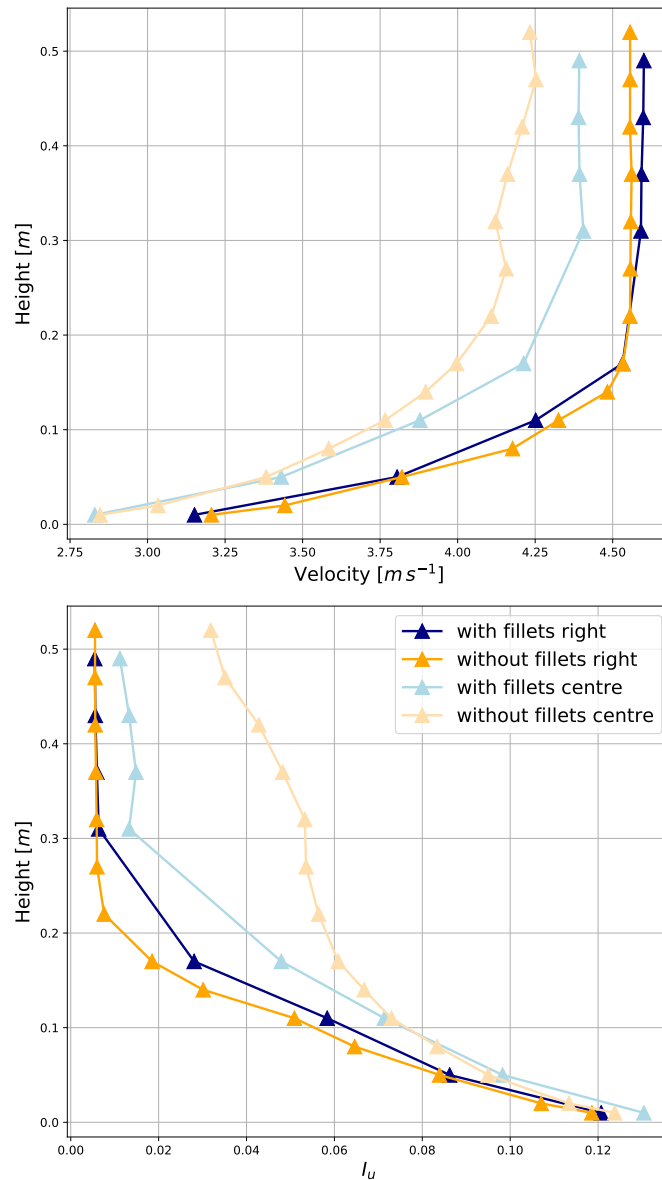 0.5
0.4
0.3
0.2
0.1
0.0
Height [m]
2.75 3.00 3.25 3.50 3.75 4.00 4.25 4.50
Velocity [m s⁻¹]
with fillets right
without fillets right
with fillets centre
without fillets centre
0.5
0.4
0.3
0.2
0.1
0.0
Height [m]
0.00 0.02 0.04 0.06 0.08 0.10 0.12
I_u